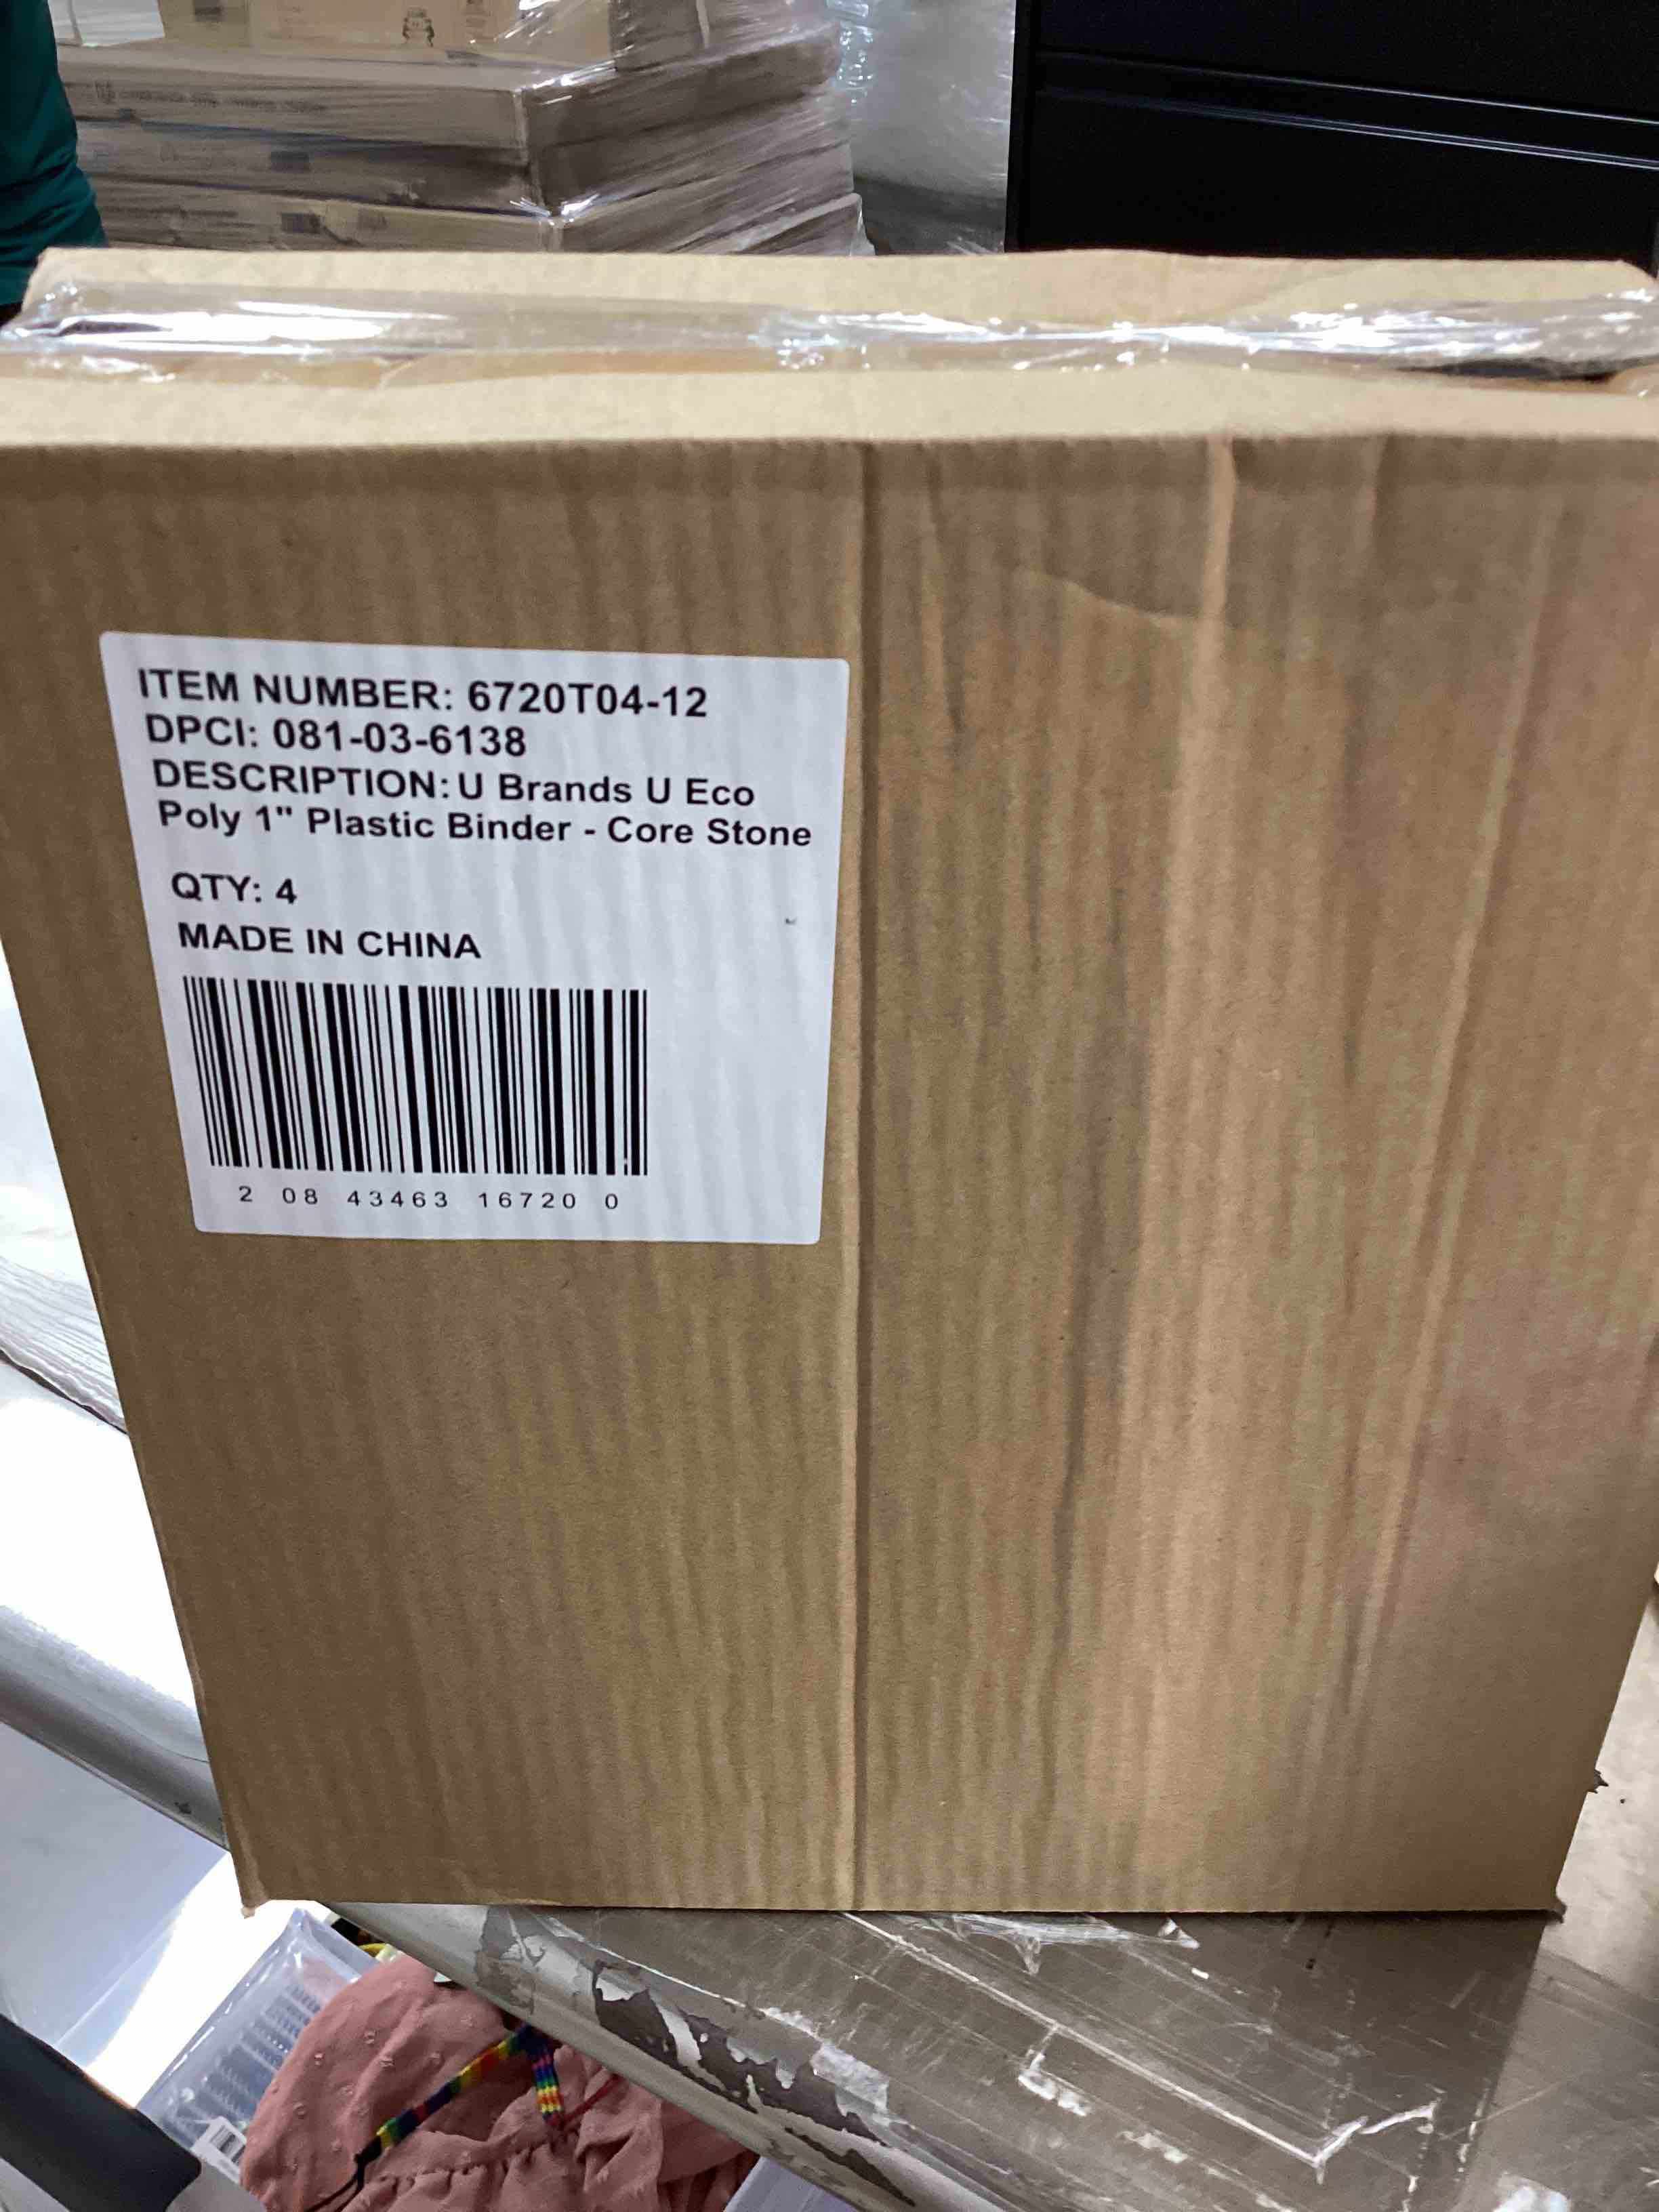 ITEM NUMBER: 6720T04-12
DPCI: 081-03-6138
DESCRIPTION: U Brands U Eco
Poly 1" Plastic Binder - Core Stone
QTY: 4
MADE IN CHINA
2 08 43463 16720 0